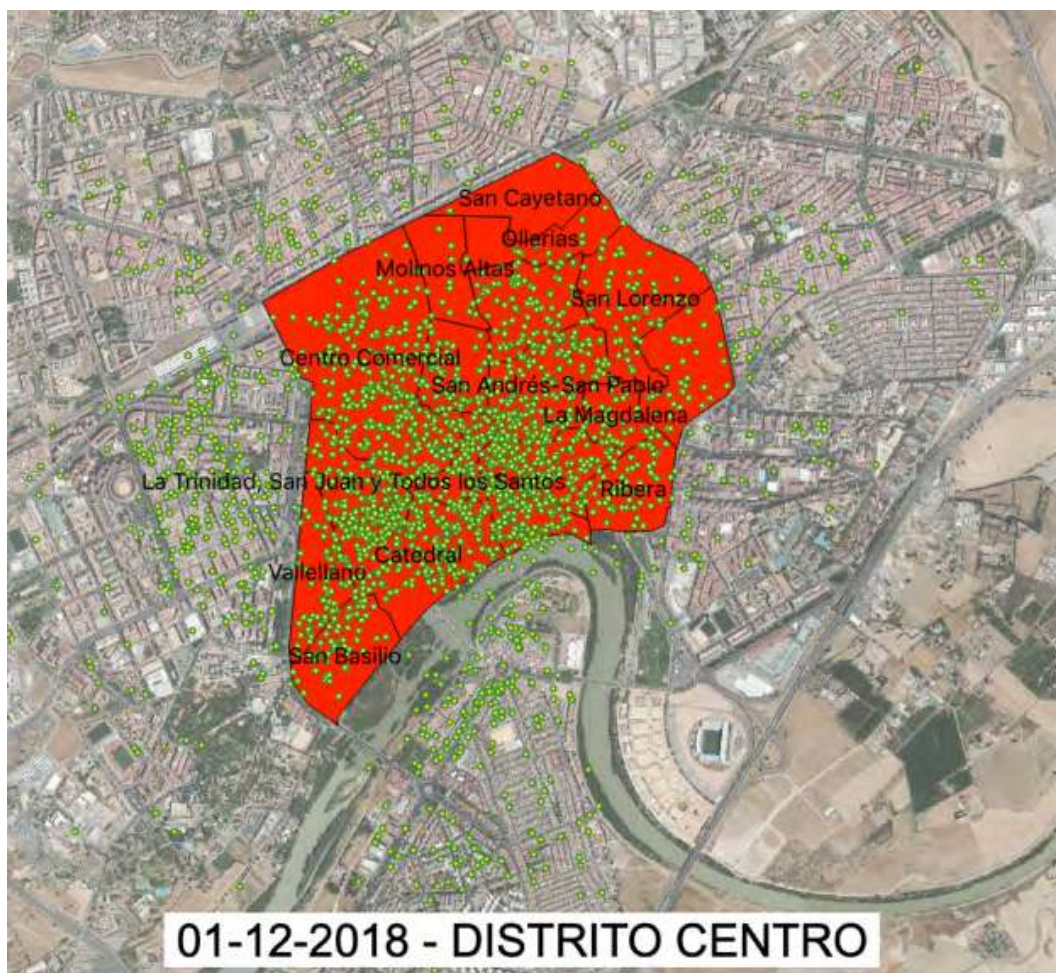 San Cayetano
Ollerías
Molinos Altas
San Lorenzo
Centro Comercial
San Andrés-San Pablo
La Magdalena
La Trinidad, San Juan y Todos los Santos
Ribera
Catedral
Vallellano
San Basilio
01-12-2018 - DISTRITO CENTRO